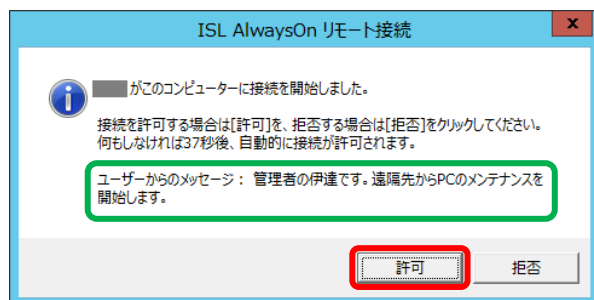 ISL AlwaysOn リモート接続
x
がこのコンピューターに接続を開始しました。
接続を許可する場合は[許可]を、拒否する場合は[拒否]をクリックしてください。
何もしなければ37秒後、自動的に接続が許可されます。
ユーザーからのメッセージ： 管理者の伊達です。遠隔先からPCのメンテナンスを
開始します。
許可
拒否